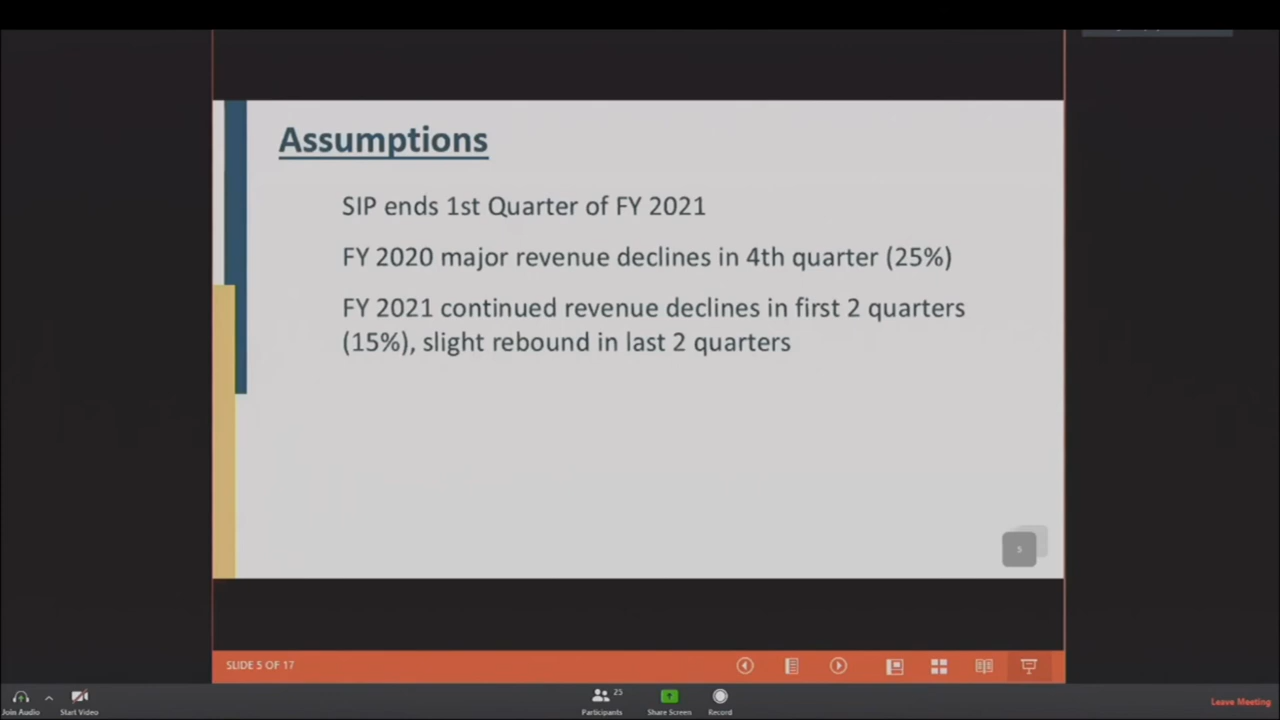 Assumptions
SIP ends 1st Quarter of FY 2021
FY 2020 major revenue declines in 4th quarter (25%)
FY 2021 continued revenue declines in first 2 quarters
(15%), slight rebound in last 2 quarters
5
SLIDE 5 OF 17
25
Join Audio
Start Video
Participants
Share Screen
Record
Leave Meeting